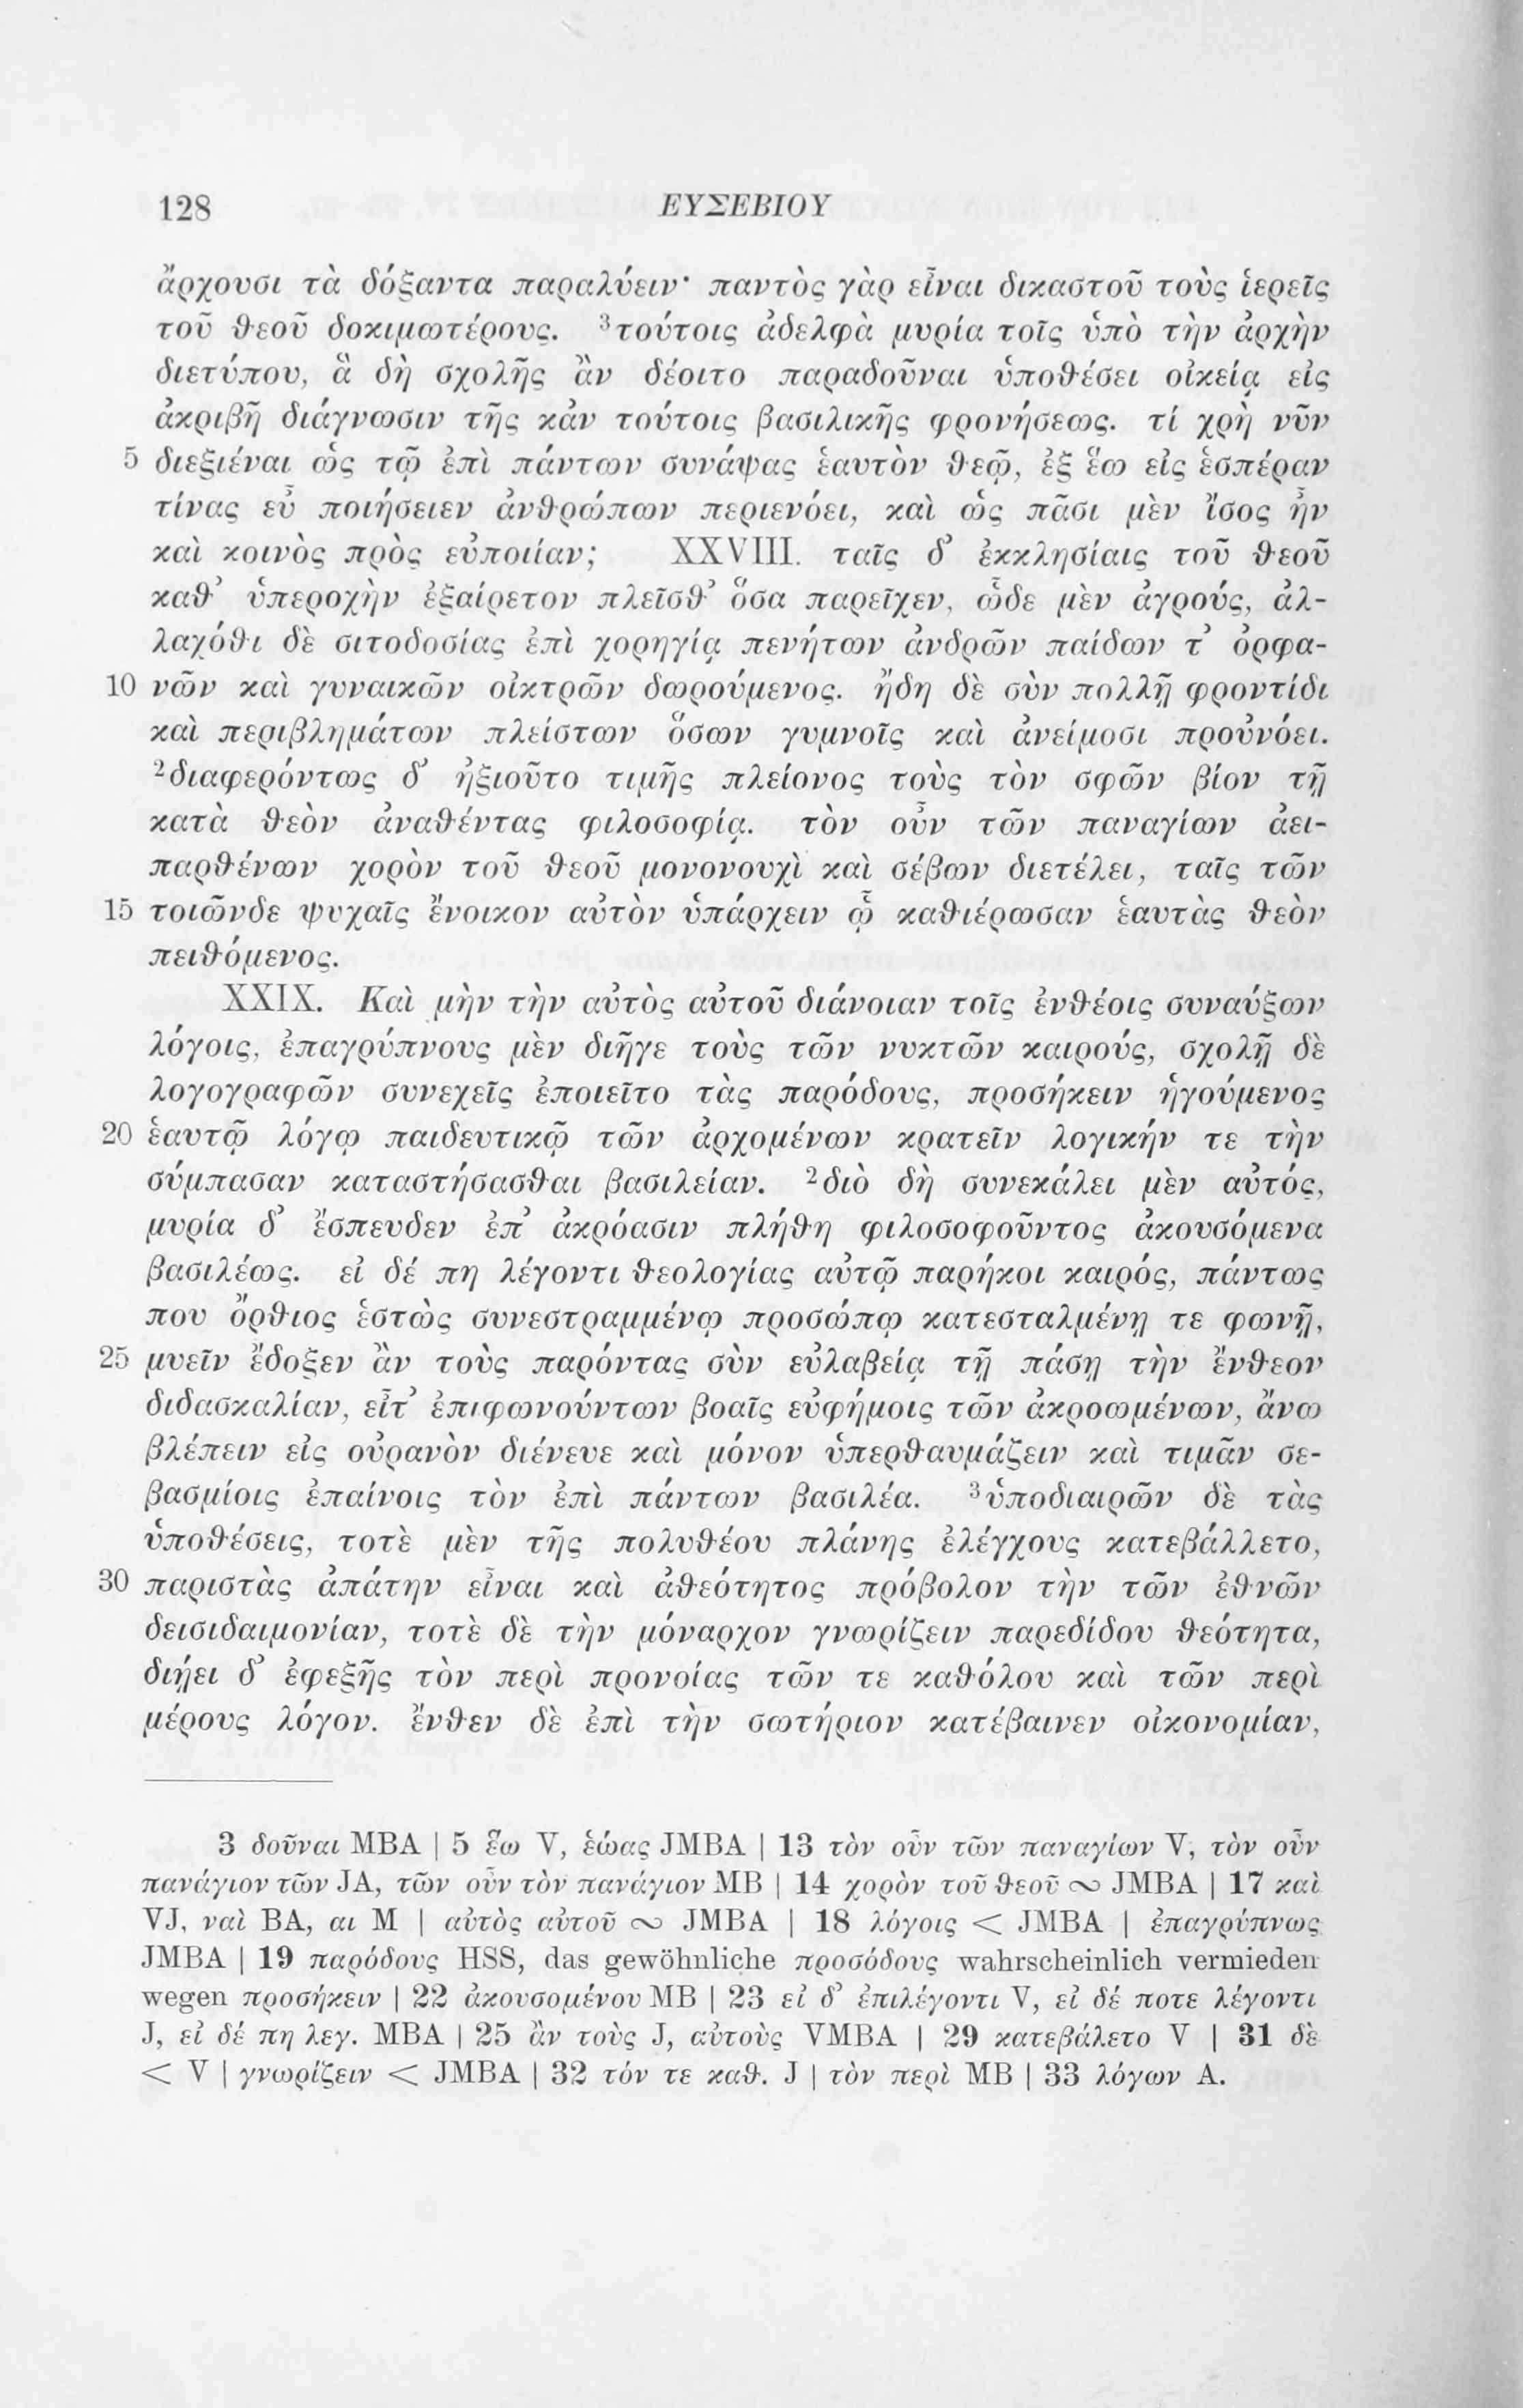 128 ΕΥΣΕΒΙΟΥ
ἄρχουσι τὰ δόξαντα παραλύειν· παντὸς γὰρ εἶναι δικαστοῦ τοὺς ἱερεῖς
τοῦ θεοῦ δοκιμωτέρους. ³τούτοις ἀδελφὰ μυρία τοῖς ὑπὸ τὴν ἀρχὴν
διετύπου, ἃ δὴ σχολῆς ἂν δέοιτο παραδοῦναι ὑποθέσει οἰκείᾳ εἰς
ἀκριβῆ διάγνωσιν τῆς κἀν τούτοις βασιλικῆς φρονήσεως. τί χρὴ νῦν
5 διεξιέναι ὡς τῷ ἐπὶ πάντων συνάψας ἑαυτὸν θεῷ, ἐξ ἕω εἰς ἑσπέραν
τίνας εὖ ποιήσειεν ἀνθρώπων περιενόει, καὶ ὡς πᾶσι μὲν ἴσος ἦν
καὶ κοινὸς πρὸς εὐποιίαν; XXVIII. ταῖς δ᾽ ἐκκλησίαις τοῦ θεοῦ
καθ᾽ ὑπεροχὴν ἐξαίρετον πλεῖσθ᾽ ὅσα παρεῖχεν, ὧδε μὲν ἀγρούς, ἀλ-
λαχόθι δὲ σιτοδοσίας ἐπὶ χορηγίᾳ πενήτων ἀνδρῶν παίδων τ᾽ ὀρφα-
10 νῶν καὶ γυναικῶν οἰκτρῶν δωρούμενος. ἤδη δὲ σὺν πολλῇ φροντίδι
καὶ περιβλημάτων πλείστων ὅσων γυμνοῖς καὶ ἀνείμοσι προὐνόει.
²διαφερόντως δ᾽ ἠξιοῦτο τιμῆς πλείονος τοὺς τὸν σφῶν βίον τῇ
κατὰ θεὸν ἀναθέντας φιλοσοφίᾳ. τὸν οὖν τῶν παναγίων ἀει-
παρθένων χορὸν τοῦ θεοῦ μονονουχὶ καὶ σέβων διετέλει, ταῖς τῶν
15 τοιῶνδε ψυχαῖς ἔνοικον αὐτὸν ὑπάρχειν ᾧ καθιέρωσαν ἑαυτὰς θεὸν
πειθόμενος.
XXIX. Καὶ μὴν τὴν αὐτὸς αὐτοῦ διάνοιαν τοῖς ἐνθέοις συναύξων
λόγοις, ἐπαγρύπνους μὲν διῆγε τοὺς τῶν νυκτῶν καιρούς, σχολῇ δὲ
λογογραφῶν συνεχεῖς ἐποιεῖτο τὰς παρόδους, προσήκειν ἡγούμενος
20 ἑαυτῷ λόγῳ παιδευτικῷ τῶν ἀρχομένων κρατεῖν λογικήν τε τὴν
σύμπασαν καταστήσασθαι βασιλείαν. ²διὸ δὴ συνεκάλει μὲν αὐτός,
μυρία δ᾽ ἔσπευδεν ἐπ᾽ ἀκρόασιν πλήθη φιλοσοφοῦντος ἀκουσόμενα
βασιλέως. εἰ δέ πη λέγοντι θεολογίας αὐτῷ παρήκοι καιρός, πάντως
που ὄρθιος ἑστὼς συνεστραμμένῳ προσώπῳ κατεσταλμένῃ τε φωνῇ,
25 μυεῖν ἔδοξεν ἂν τοὺς παρόντας σὺν εὐλαβείᾳ τῇ πάσῃ τὴν ἔνθεον
διδασκαλίαν, εἶτ᾽ ἐπιφωνούντων βοαῖς εὐφήμοις τῶν ἀκροωμένων, ἄνω
βλέπειν εἰς οὐρανὸν διένευε καὶ μόνον ὑπερθαυμάζειν καὶ τιμᾶν σε-
βασμίοις ἐπαίνοις τὸν ἐπὶ πάντων βασιλέα. ³ὑποδιαιρῶν δὲ τὰς
ὑποθέσεις, τοτὲ μὲν τῆς πολυθέου πλάνης ἐλέγχους κατεβάλλετο,
30 παριστὰς ἀπάτην εἶναι καὶ ἀθεότητος πρόβολον τὴν τῶν ἐθνῶν
δεισιδαιμονίαν, τοτὲ δὲ τὴν μόναρχον γνωρίζειν παρεδίδου θεότητα,
διῄει δ᾽ ἐφεξῆς τὸν περὶ προνοίας τῶν τε καθόλου καὶ τῶν περὶ
μέρους λόγον. ἔνθεν δὲ ἐπὶ τὴν σωτήριον κατέβαινεν οἰκονομίαν,
3 δοῦναι MBA | 5 ἕω V, ἑώας JMBA | 13 τὸν οὖν τῶν παναγίων V, τὸν οὖν
πανάγιον τῶν JA, τῶν οὖν τὸν πανάγιον MB | 14 χορὸν τοῦ θεοῦ ∾ JMBA | 17 καὶ
VJ, ναὶ BA, αι M | αὐτὸς αὐτοῦ ∾ JMBA | 18 λόγοις < JMBA | ἐπαγρύπνως
JMBA | 19 παρόδους HSS, das gewöhnliche προσόδους wahrscheinlich vermieden
wegen προσήκειν | 22 ἀκουσομένου MB | 23 εἰ δ᾽ ἐπιλέγοντι V, εἰ δέ ποτε λέγοντι
J, εἰ δέ πη λεγ. MBA | 25 ἂν τοὺς J, αὐτοὺς VMBA | 29 κατεβάλετο V | 31 δὲ
< V | γνωρίζειν < JMBA | 32 τόν τε καθ. J | τὸν περὶ MB | 33 λόγων A.